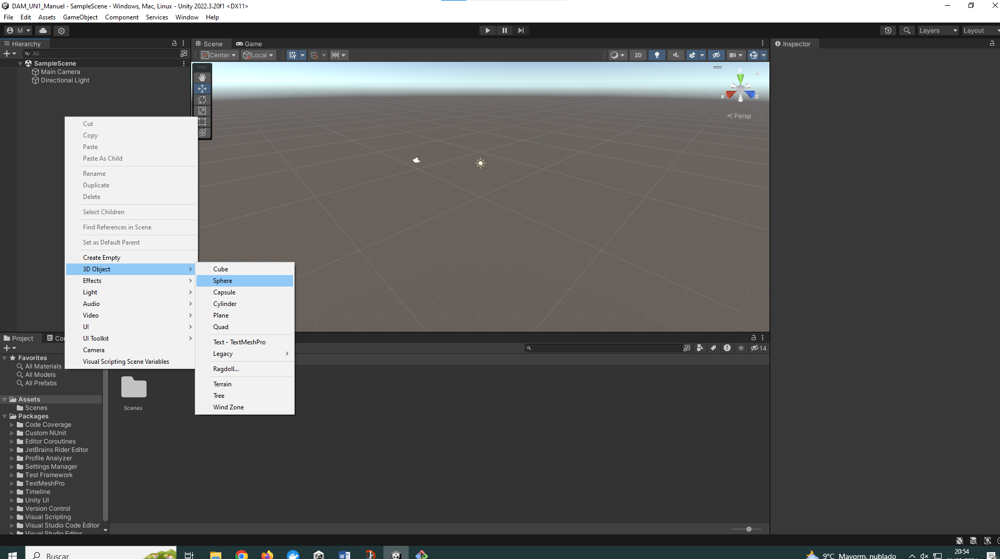 DAM_UN1_Manuel - SampleScene - Windows, Mac, Linux - Unity 2022.3.20f1 <DX11>
File Edit Assets GameObject Component Services Window Help
M
Layers
Layout
Hierarchy
All
SampleScene
Main Camera
Directional Light
Scene
Game
Center
Local
2D
y
x
z
Persp
Inspector
Cut
Copy
Paste
Paste As Child
Rename
Duplicate
Delete
Select Children
Find References in Scene
Set as Default Parent
Create Empty
3D Object
Effects
Light
Audio
Video
UI
UI Toolkit
Camera
Visual Scripting Scene Variables
Cube
Sphere
Capsule
Cylinder
Plane
Quad
Text - TextMeshPro
Legacy
Ragdoll...
Terrain
Tree
Wind Zone
Project
14
Favorites
All Materials
All Models
All Prefabs
Assets
Scenes
Packages
Code Coverage
Custom NUnit
Editor Coroutines
JetBrains Rider Editor
Profile Analyzer
Settings Manager
Test Framework
TextMeshPro
Timeline
Unity UI
Version Control
Visual Scripting
Visual Studio Code Editor
Visual Studio Editor
Scenes
Buscar
9°C Mayorm. nublado
20:54